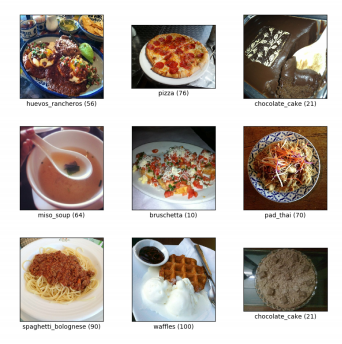 huevos_rancheros (56)
pizza (76)
chocolate_cake (21)
miso_soup (64)
bruschetta (10)
pad_thai (70)
spaghetti_bolognese (90)
waffles (100)
chocolate_cake (21)